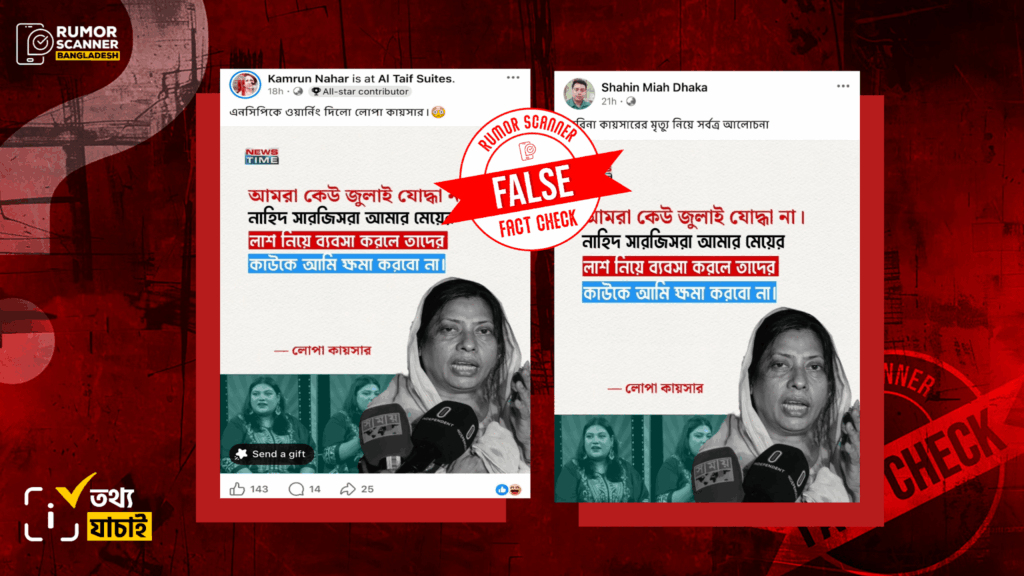 RUMOR
SCANNER
BANGLADESH
Kamrun Nahar is at Al Taif Suites.
18h
All-star contributor
এনসিপিকে ওয়ার্নিং দিলো লোপা কায়সার।
NEWS
TIME
আমরা কেউ জুলাই যোদ্ধা
নাহিদ সারজিসরা আমার মেয়ের
লাশ নিয়ে ব্যবসা করলে তাদের
কাউকে আমি ক্ষমা করবো না।
— লোপা কায়সার
INDEPENDENT
Send a gift
143
14
25
RUMOR SCANNER
FALSE
FACT CHECK
Shahin Miah Dhaka
21h
কায়সারের মৃত্যু নিয়ে সর্বত্র আলোচনা
আমরা কেউ জুলাই যোদ্ধা না।
নাহিদ সারজিসরা আমার মেয়ের
লাশ নিয়ে ব্যবসা করলে তাদের
কাউকে আমি ক্ষমা করবো না।
— লোপা কায়সার
INDEPENDENT
CHECK
i
তথ্য
যাচাই